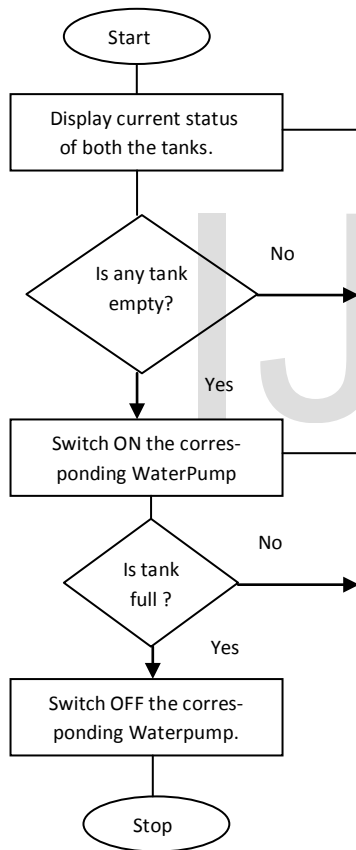 Start
Display current status
of both the tanks.
Is any tank
empty?
No
Yes
Switch ON the corres-
ponding WaterPump
Is tank
full ?
No
Yes
Switch OFF the corres-
ponding Waterpump.
Stop
IJ